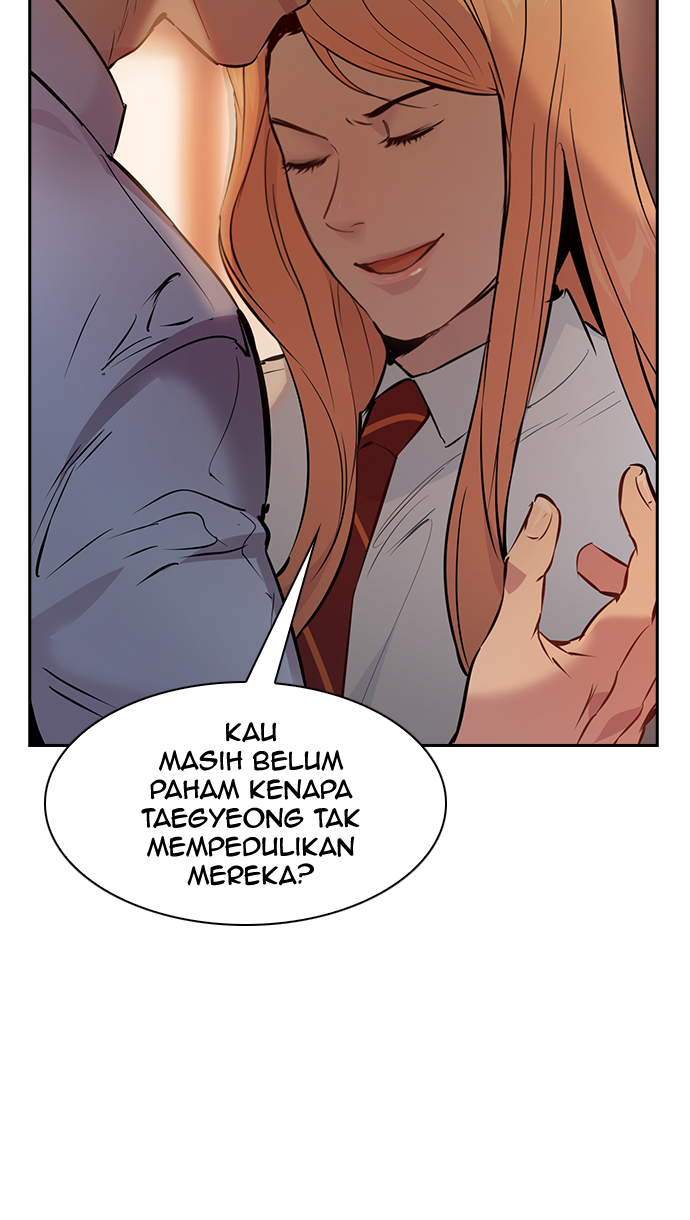 KAU
MASIH BELUM
PAHAM KENAPA
TAEGYEONG TAK
MEMPEDULIKAN
MEREKA?